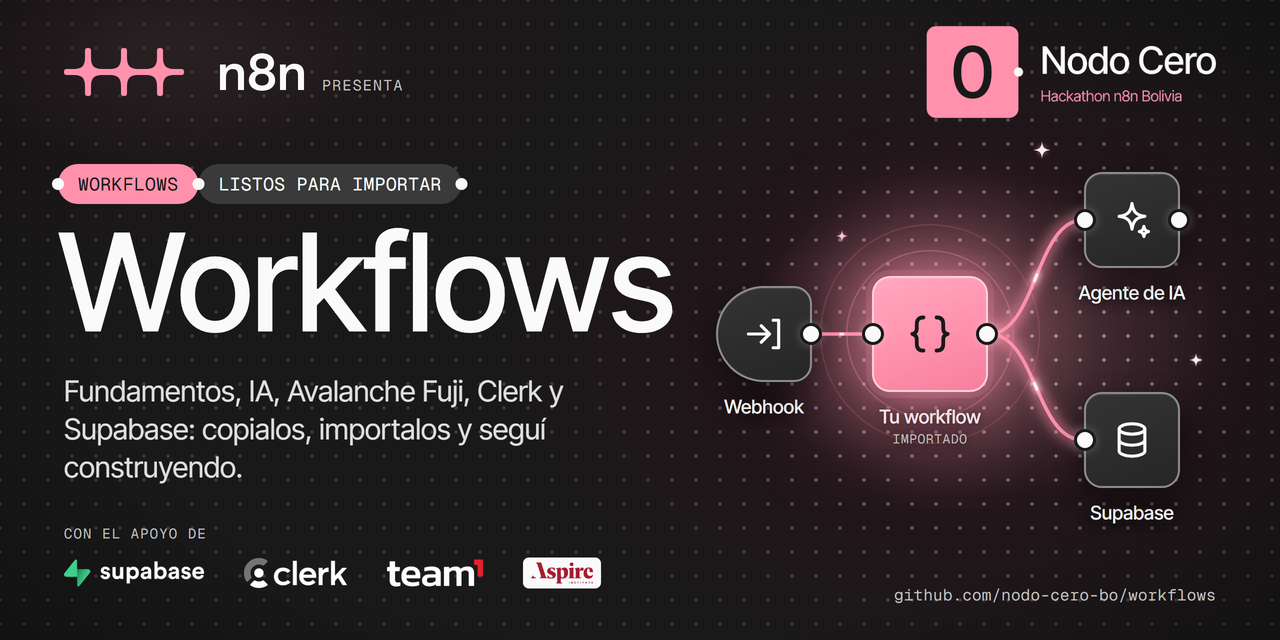 n8n PRESENTA
0
Nodo Cero
Hackathon n8n Bolivia
WORKFLOWS LISTOS PARA IMPORTAR
Workflows
Fundamentos, IA, Avalanche Fuji, Clerk y
Supabase: copialos, importalos y seguí
construyendo.
{}
Webhook
Tu workflow
IMPORTADO
Agente de IA
Supabase
CON EL APOYO DE
supabase
clerk
team1
Aspire
github.com/nodo-cero-bo/workflows